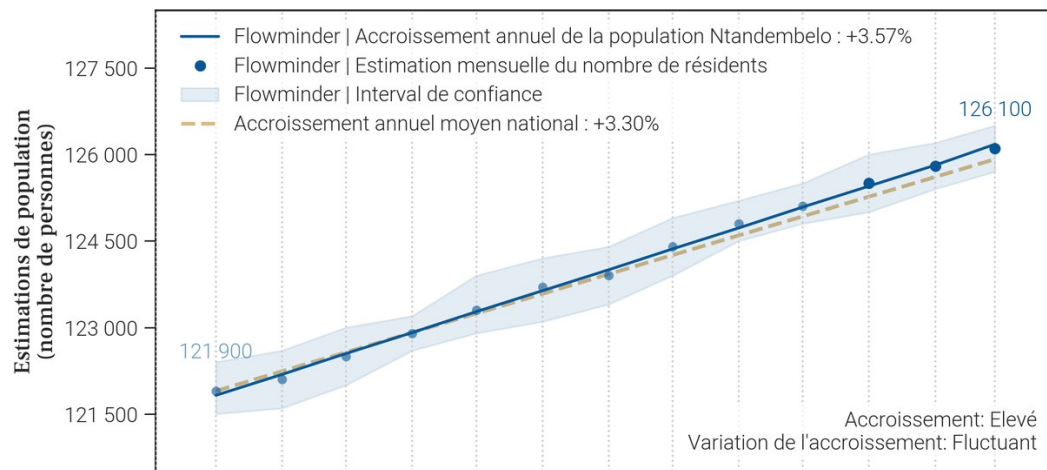 Flowminder | Accroissement annuel de la population Ntandembelo : +3.57%
Flowminder | Estimation mensuelle du nombre de résidents
Flowminder | Interval de confiance
Accroissement annuel moyen national : +3.30%
Estimations de population
(nombre de personnes)
127 500
126 000
124 500
123 000
121 500
121 900
126 100
Accroissement: Elevé
Variation de l'accroissement: Fluctuant